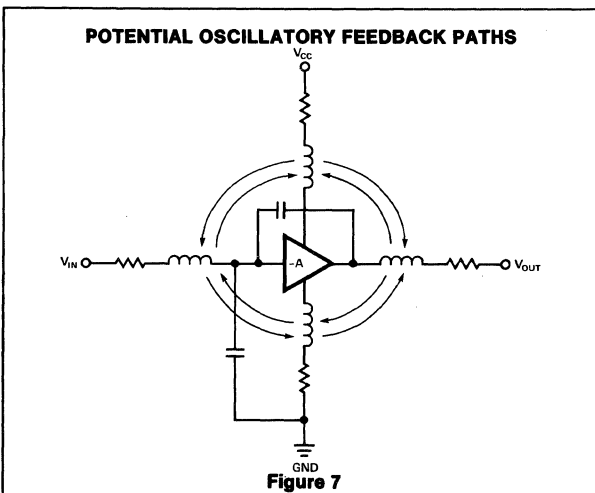 POTENTIAL OSCILLATORY FEEDBACK PATHS
VCC
VIN
-A
VOUT
GND
Figure 7